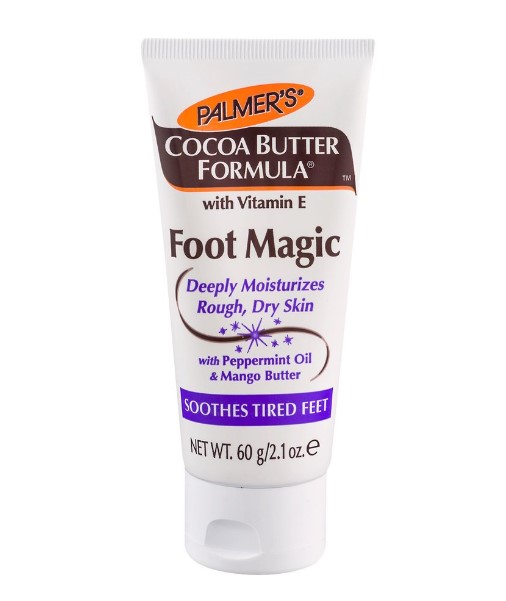 PALMER'S®
COCOA BUTTER
FORMULA®
TM
with Vitamin E
Foot Magic
Deeply Moisturizes
Rough, Dry Skin
with Peppermint Oil
& Mango Butter
SOOTHES TIRED FEET
NET WT. 60 g/2.1 oz. ℮